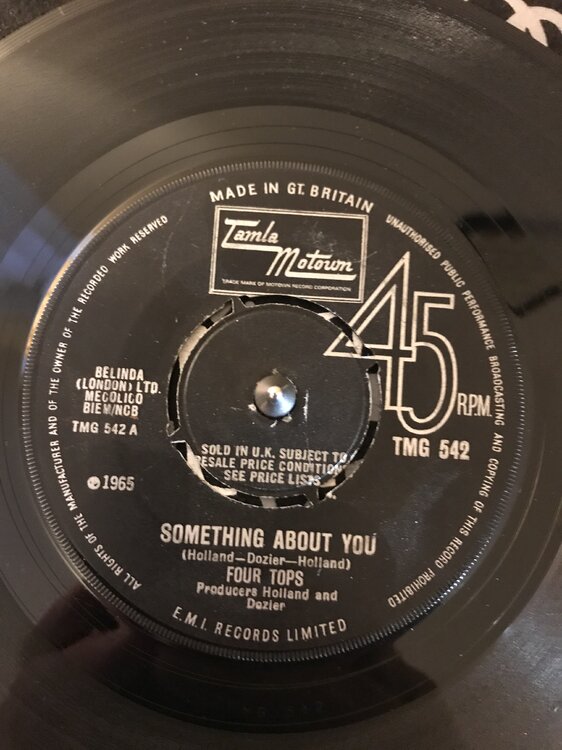 MADE IN GT. BRITAIN
UNAUTHORISED PUBLIC PERFORMANCE BROADCASTING AND COPYING OF THIS RECORD PROHIBITED
ALL RIGHTS OF THE MANUFACTURER AND OF THE OWNER OF THE RECORDED WORK RESERVED
Tamla
Motown
TRADE MARK OF MOTOWN RECORD CORPORATION
45
R.P.M.
TMG 542
BELINDA
(LONDON) LTD.
MECOLICO
BIEM/NCB
TMG 542 A
℗1965
SOLD IN U.K. SUBJECT TO
RESALE PRICE CONDITION
SEE PRICE LISTS
SOMETHING ABOUT YOU
(Holland—Dozier—Holland)
FOUR TOPS
Producers Holland and
Dozier
E.M.I. RECORDS LIMITED